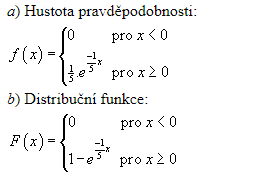 a) Hustota pravděpodobnosti:
f(x) = {0 pro x < 0
1/5 . e^(-1/5 x) pro x ≥ 0
b) Distribuční funkce:
F(x) = {0 pro x < 0
1 − e^(-1/5 x) pro x ≥ 0